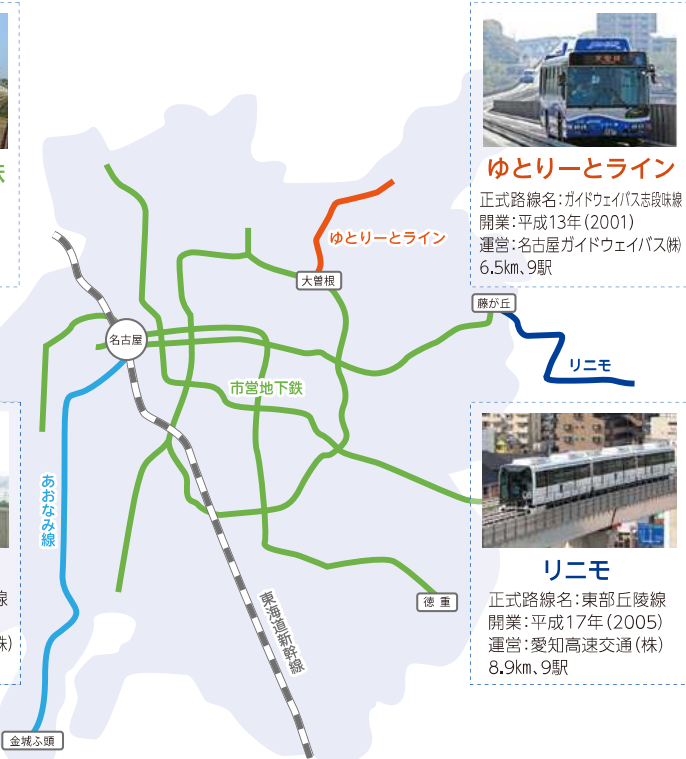 ゆとりーとライン
正式路線名：ガイドウェイバス志段味線
開業：平成13年(2001)
運営：名古屋ガイドウェイバス㈱
6.5km、9駅
ゆとりーとライン
大曽根
藤が丘
名古屋
リニモ
市営地下鉄
あおなみ線
東海道新幹線
徳重
金城ふ頭
リニモ
正式路線名：東部丘陵線
開業：平成17年(2005)
運営：愛知高速交通(株)
8.9km、9駅
線
株)